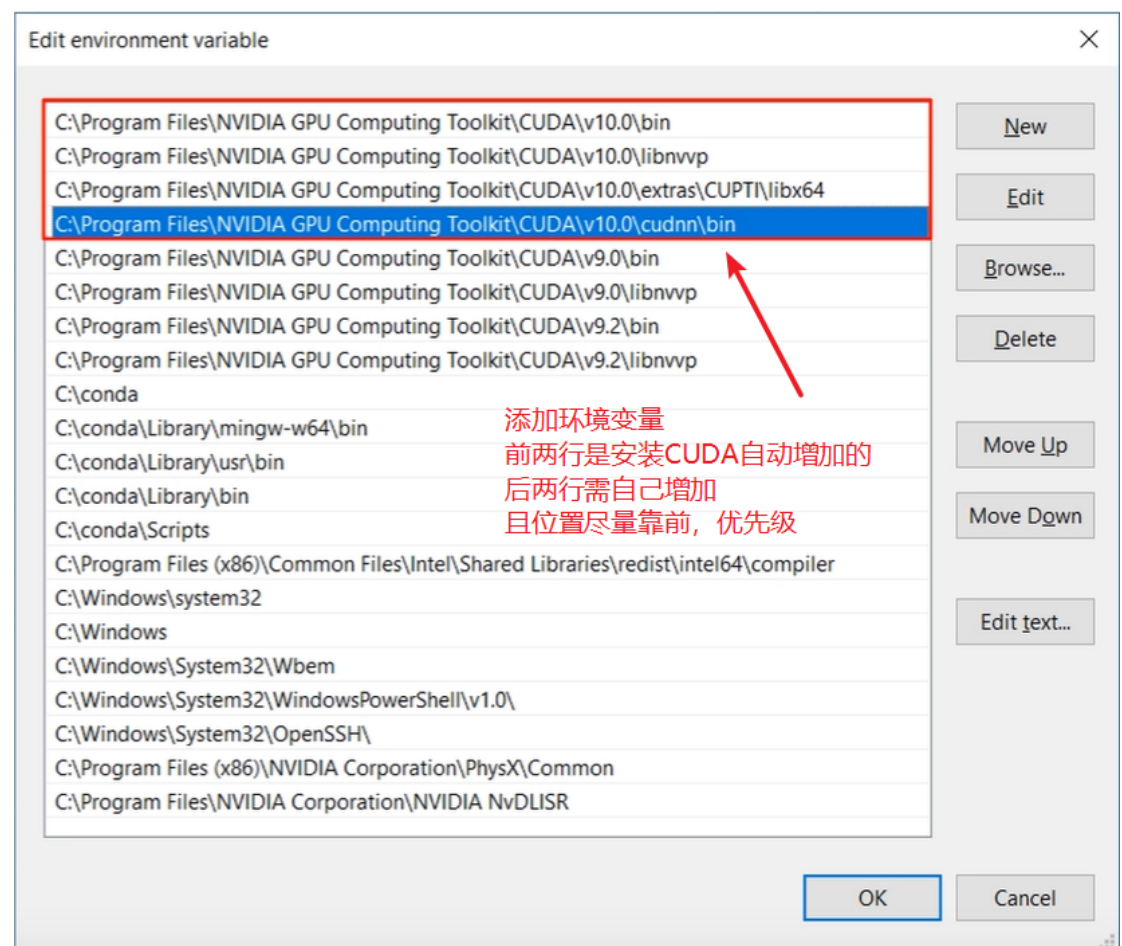 Edit environment variable
C:\Program Files\NVIDIA GPU Computing Toolkit\CUDA\v10.0\bin
C:\Program Files\NVIDIA GPU Computing Toolkit\CUDA\v10.0\libnvvp
C:\Program Files\NVIDIA GPU Computing Toolkit\CUDA\v10.0\extras\CUPTI\libx64
C:\Program Files\NVIDIA GPU Computing Toolkit\CUDA\v10.0\cudnn\bin
C:\Program Files\NVIDIA GPU Computing Toolkit\CUDA\v9.0\bin
C:\Program Files\NVIDIA GPU Computing Toolkit\CUDA\v9.0\libnvvp
C:\Program Files\NVIDIA GPU Computing Toolkit\CUDA\v9.2\bin
C:\Program Files\NVIDIA GPU Computing Toolkit\CUDA\v9.2\libnvvp
C:\conda
C:\conda\Library\mingw-w64\bin
C:\conda\Library\usr\bin
C:\conda\Library\bin
C:\conda\Scripts
C:\Program Files (x86)\Common Files\Intel\Shared Libraries\redist\intel64\compiler
C:\Windows\system32
C:\Windows
C:\Windows\System32\Wbem
C:\Windows\System32\WindowsPowerShell\v1.0\
C:\Windows\System32\OpenSSH\
C:\Program Files (x86)\NVIDIA Corporation\PhysX\Common
C:\Program Files\NVIDIA Corporation\NVIDIA NvDLISR
添加环境变量
前两行是安装CUDA自动增加的
后两行需自己增加
且位置尽量靠前，优先级
New
Edit
Browse...
Delete
Move Up
Move Down
Edit text...
OK
Cancel